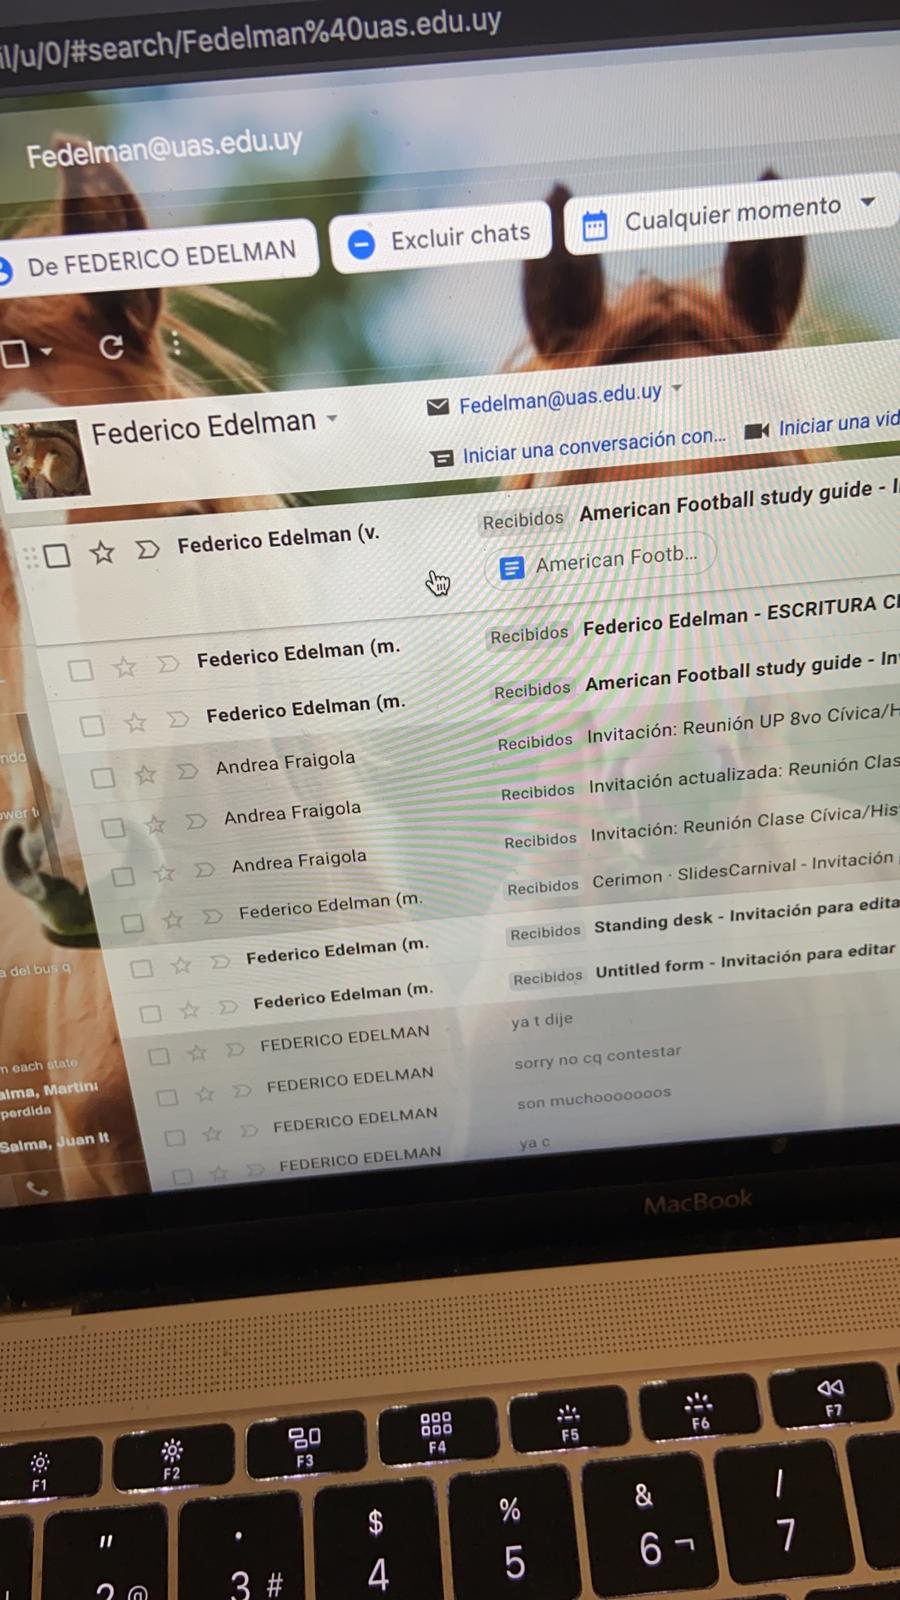 il/u/0/#search/Fedelman%40uas.edu.uy
Fedelman@uas.edu.uy
De FEDERICO EDELMAN
Excluir chats
Cualquier momento
Federico Edelman
Fedelman@uas.edu.uy
Iniciar una conversación con...
Iniciar una vid
Federico Edelman (v.
Recibidos American Football study guide - I
American Footb...
Federico Edelman (m.
Recibidos Federico Edelman - ESCRITURA C
Federico Edelman (m.
Recibidos American Football study guide - In
Andrea Fraigola
Recibidos Invitación: Reunión UP 8vo Cívica/H
Andrea Fraigola
Recibidos Invitación actualizada: Reunión Clas
Andrea Fraigola
Recibidos Invitación: Reunión Clase Cívica/His
Federico Edelman (m.
Recibidos Cerimon · SlidesCarnival - Invitación
Federico Edelman (m.
Recibidos Standing desk - Invitación para edita
Federico Edelman (m.
Recibidos Untitled form - Invitación para editar
FEDERICO EDELMAN
ya t dije
FEDERICO EDELMAN
sorry no cq contestar
FEDERICO EDELMAN
son muchooooooos
FEDERICO EDELMAN
ya c
ndo
ower t
a del bus q
n each state
alma, Martin
perdida
Salma, Juan It
MacBook
F1
F2
F3
F4
F5
F6
F7
" 2 @
· 3 #
$ 4
% 5
& 6 ¬
/ 7